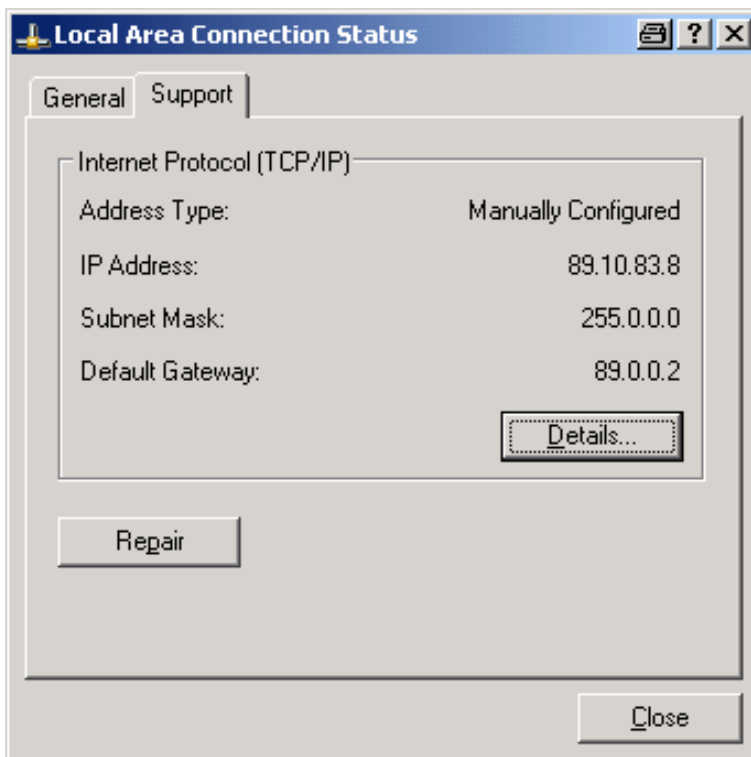 Local Area Connection Status
General Support
Internet Protocol (TCP/IP)
Address Type: Manually Configured
IP Address: 89.10.83.8
Subnet Mask: 255.0.0.0
Default Gateway: 89.0.0.2
Details...
Repair
Close